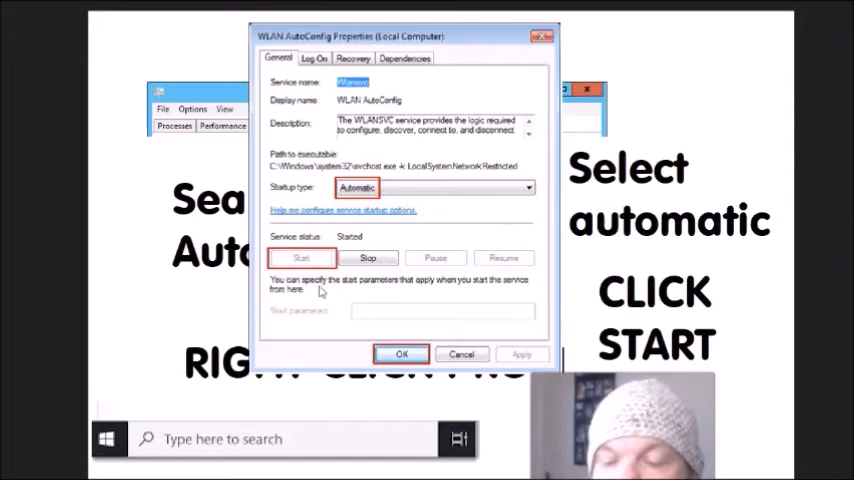 WLAN AutoConfig Properties (Local Computer)
General Log On Recovery Dependencies
Service name: Wlansvc
Display name: WLAN AutoConfig
Description: The WLANSVC service provides the logic required
to configure, discover, connect to, and disconnect
Path to executable:
C:\Windows\system32\svchost.exe -k LocalSystemNetworkRestricted
Startup type: Automatic
Help me configure service startup options.
Service status: Started
Start Stop Pause Resume
You can specify the start parameters that apply when you start the service
from here.
Start parameters:
OK Cancel Apply
File Options View
Processes Performance
Sea
Auto
Select
automatic
CLICK
START
RIGHT CLICK PRO
Type here to search